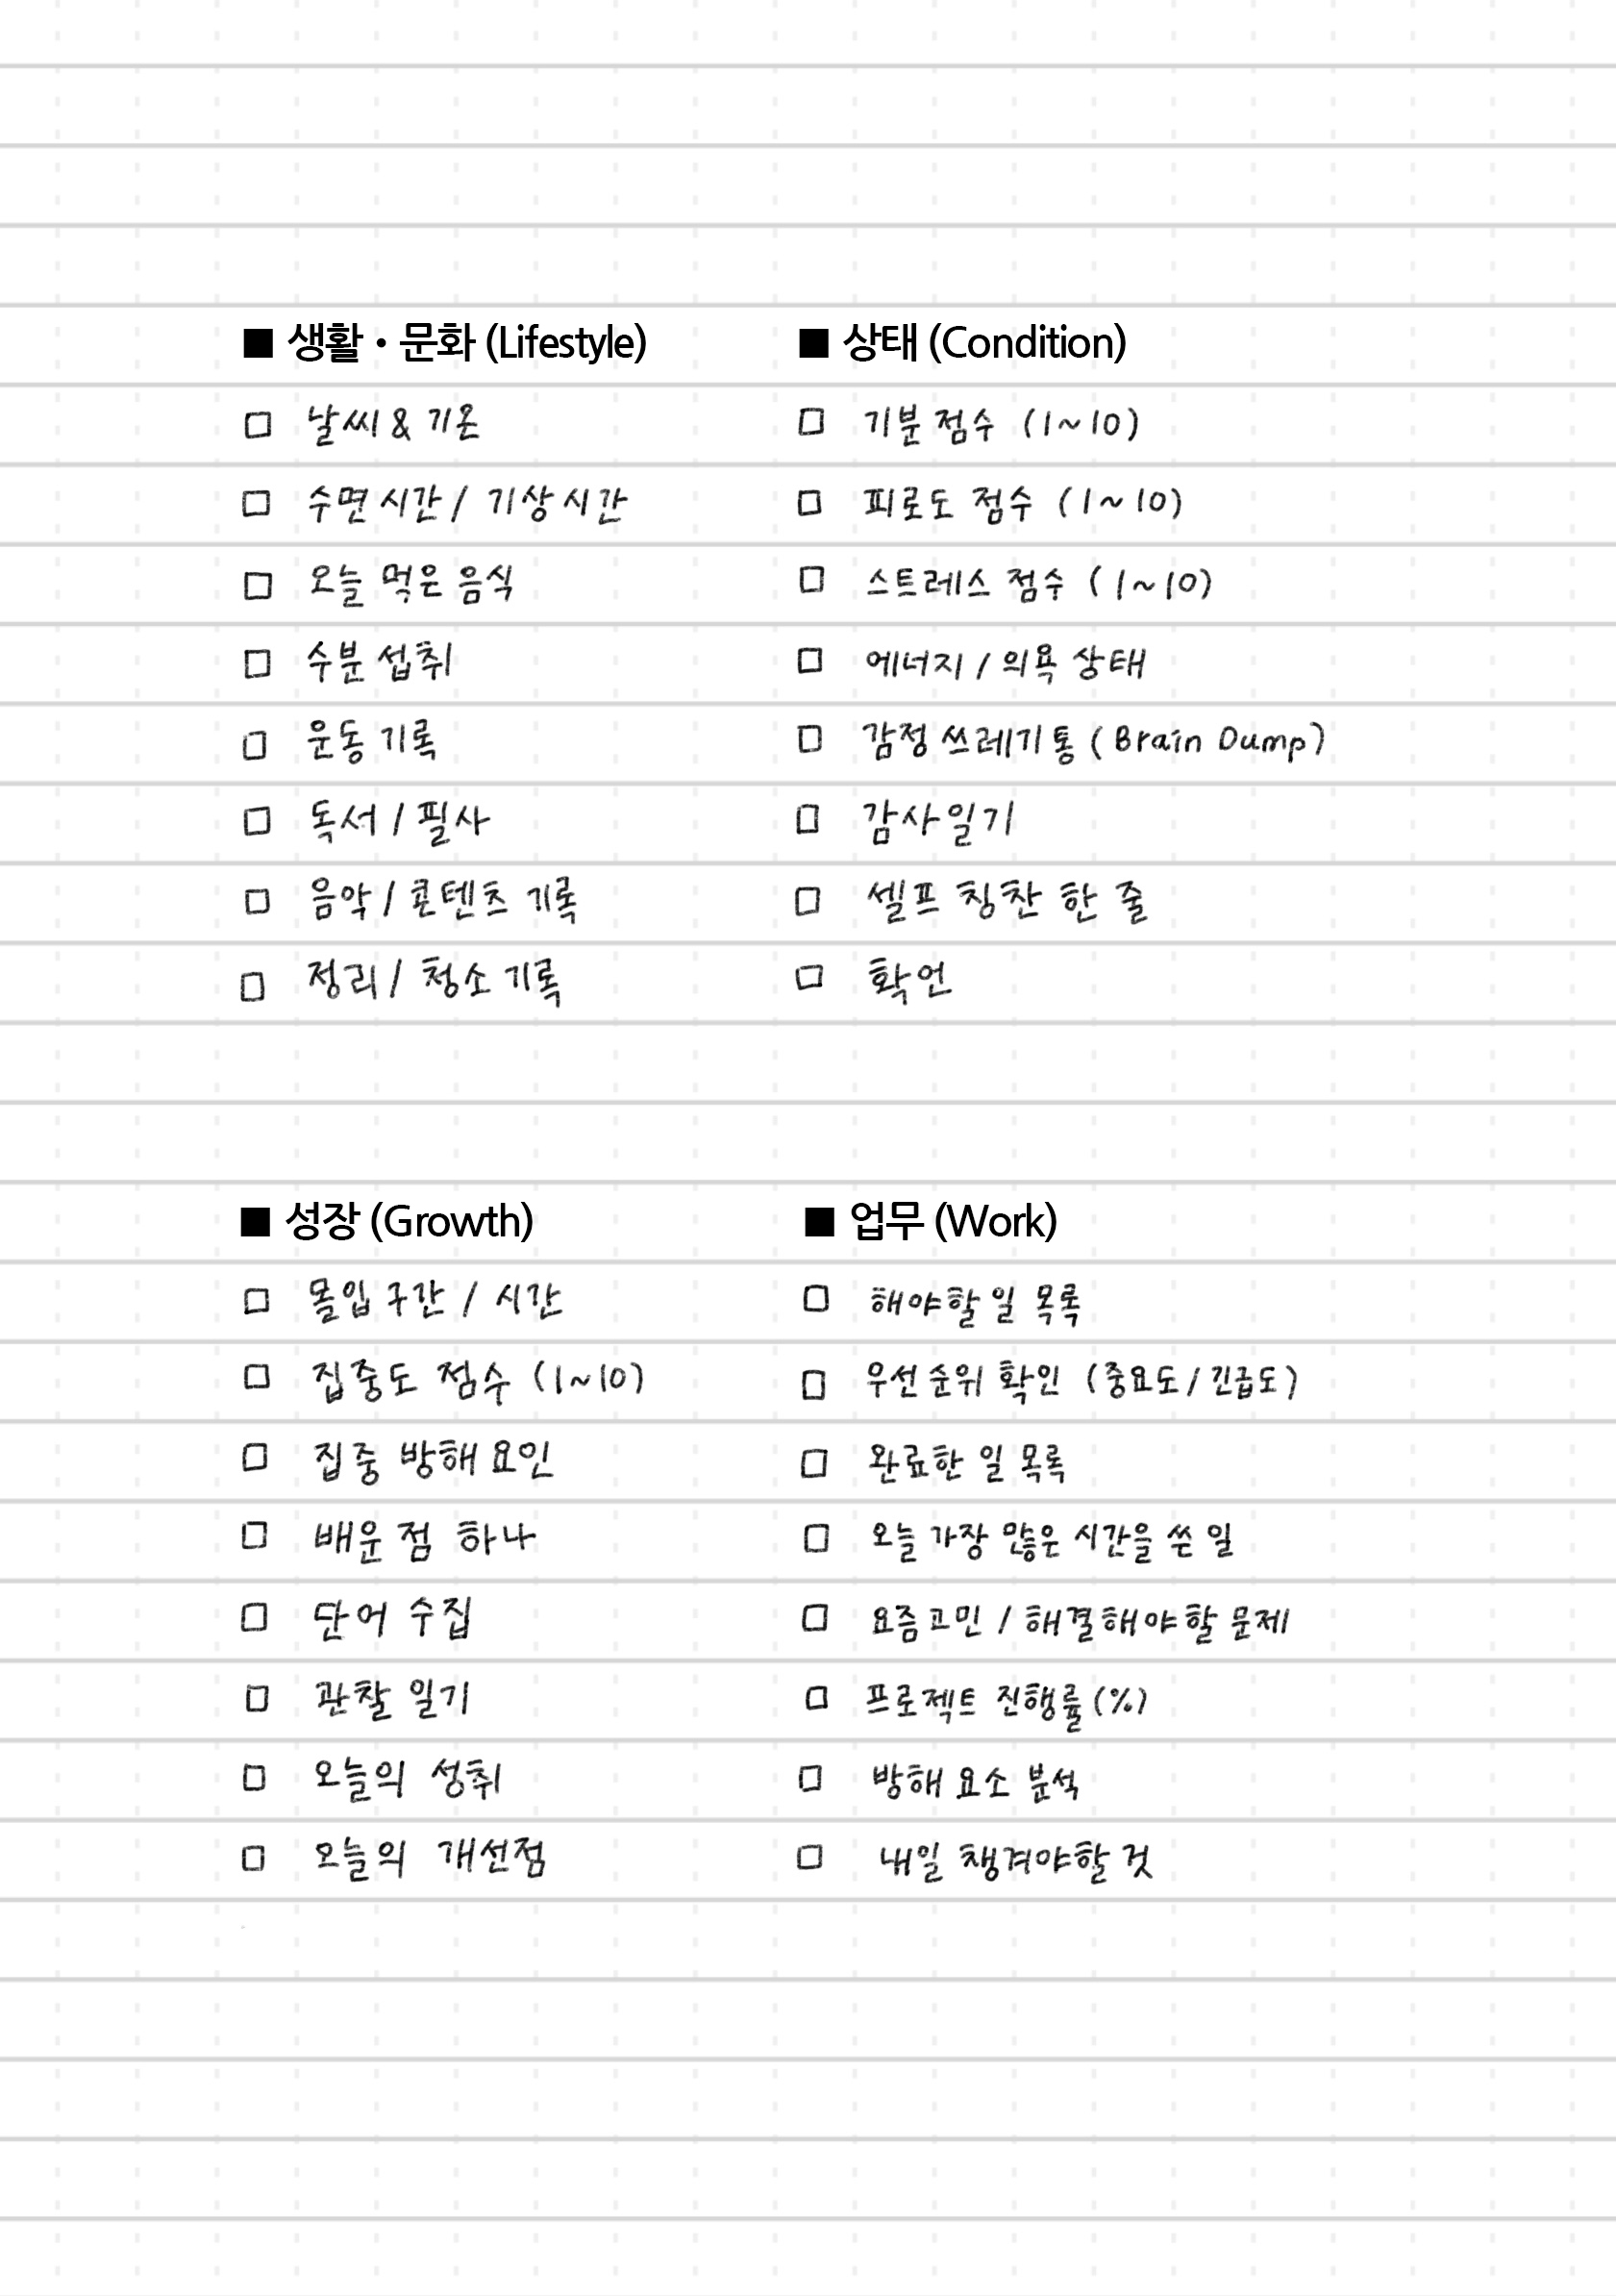 ■ 생활・문화 (Lifestyle)
□ 날씨 & 기온
□ 수면 시간 / 기상 시간
□ 오늘 먹은 음식
□ 수분 섭취
□ 운동 기록
□ 독서 / 필사
□ 음악 / 콘텐츠 기록
□ 정리 / 청소 기록
■ 상태 (Condition)
□ 기분 점수 (1~10)
□ 피로도 점수 (1~10)
□ 스트레스 점수 (1~10)
□ 에너지 / 의욕 상태
□ 감정 쓰레기통 (Brain Dump)
□ 감사일기
□ 셀프 칭찬 한 줄
□ 확언
■ 성장 (Growth)
□ 몰입 구간 / 시간
□ 집중도 점수 (1~10)
□ 집중 방해 요인
□ 배운 점 하나
□ 단어 수집
□ 관찰 일기
□ 오늘의 성취
□ 오늘의 개선점
■ 업무 (Work)
□ 해야할 일 목록
□ 우선순위 확인 (중요도/긴급도)
□ 완료한 일 목록
□ 오늘 가장 많은 시간을 쓴 일
□ 요즘고민 / 해결해야할 문제
□ 프로젝트 진행률(%)
□ 방해 요소 분석
□ 내일 챙겨야할 것